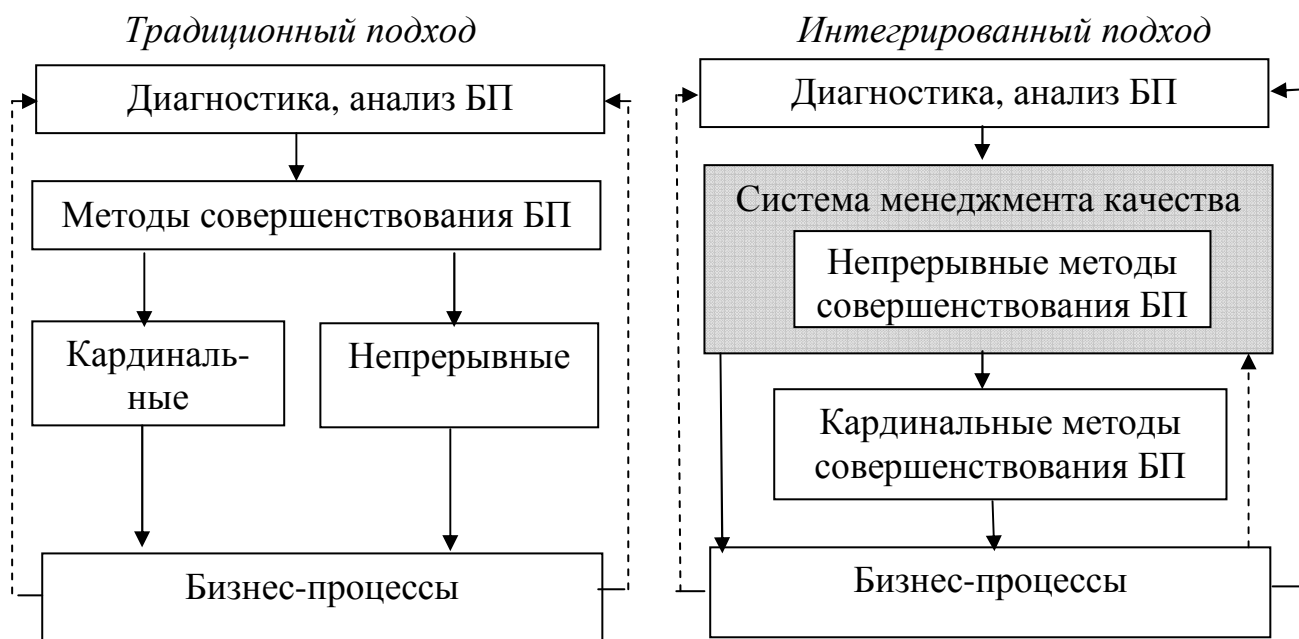 Традиционный подход
Диагностика, анализ БП
Методы совершенствования БП
Кардиналь-
ные
Непрерывные
Бизнес-процессы
Интегрированный подход
Диагностика, анализ БП
Система менеджмента качества
Непрерывные методы
совершенствования БП
Кардинальные методы
совершенствования БП
Бизнес-процессы